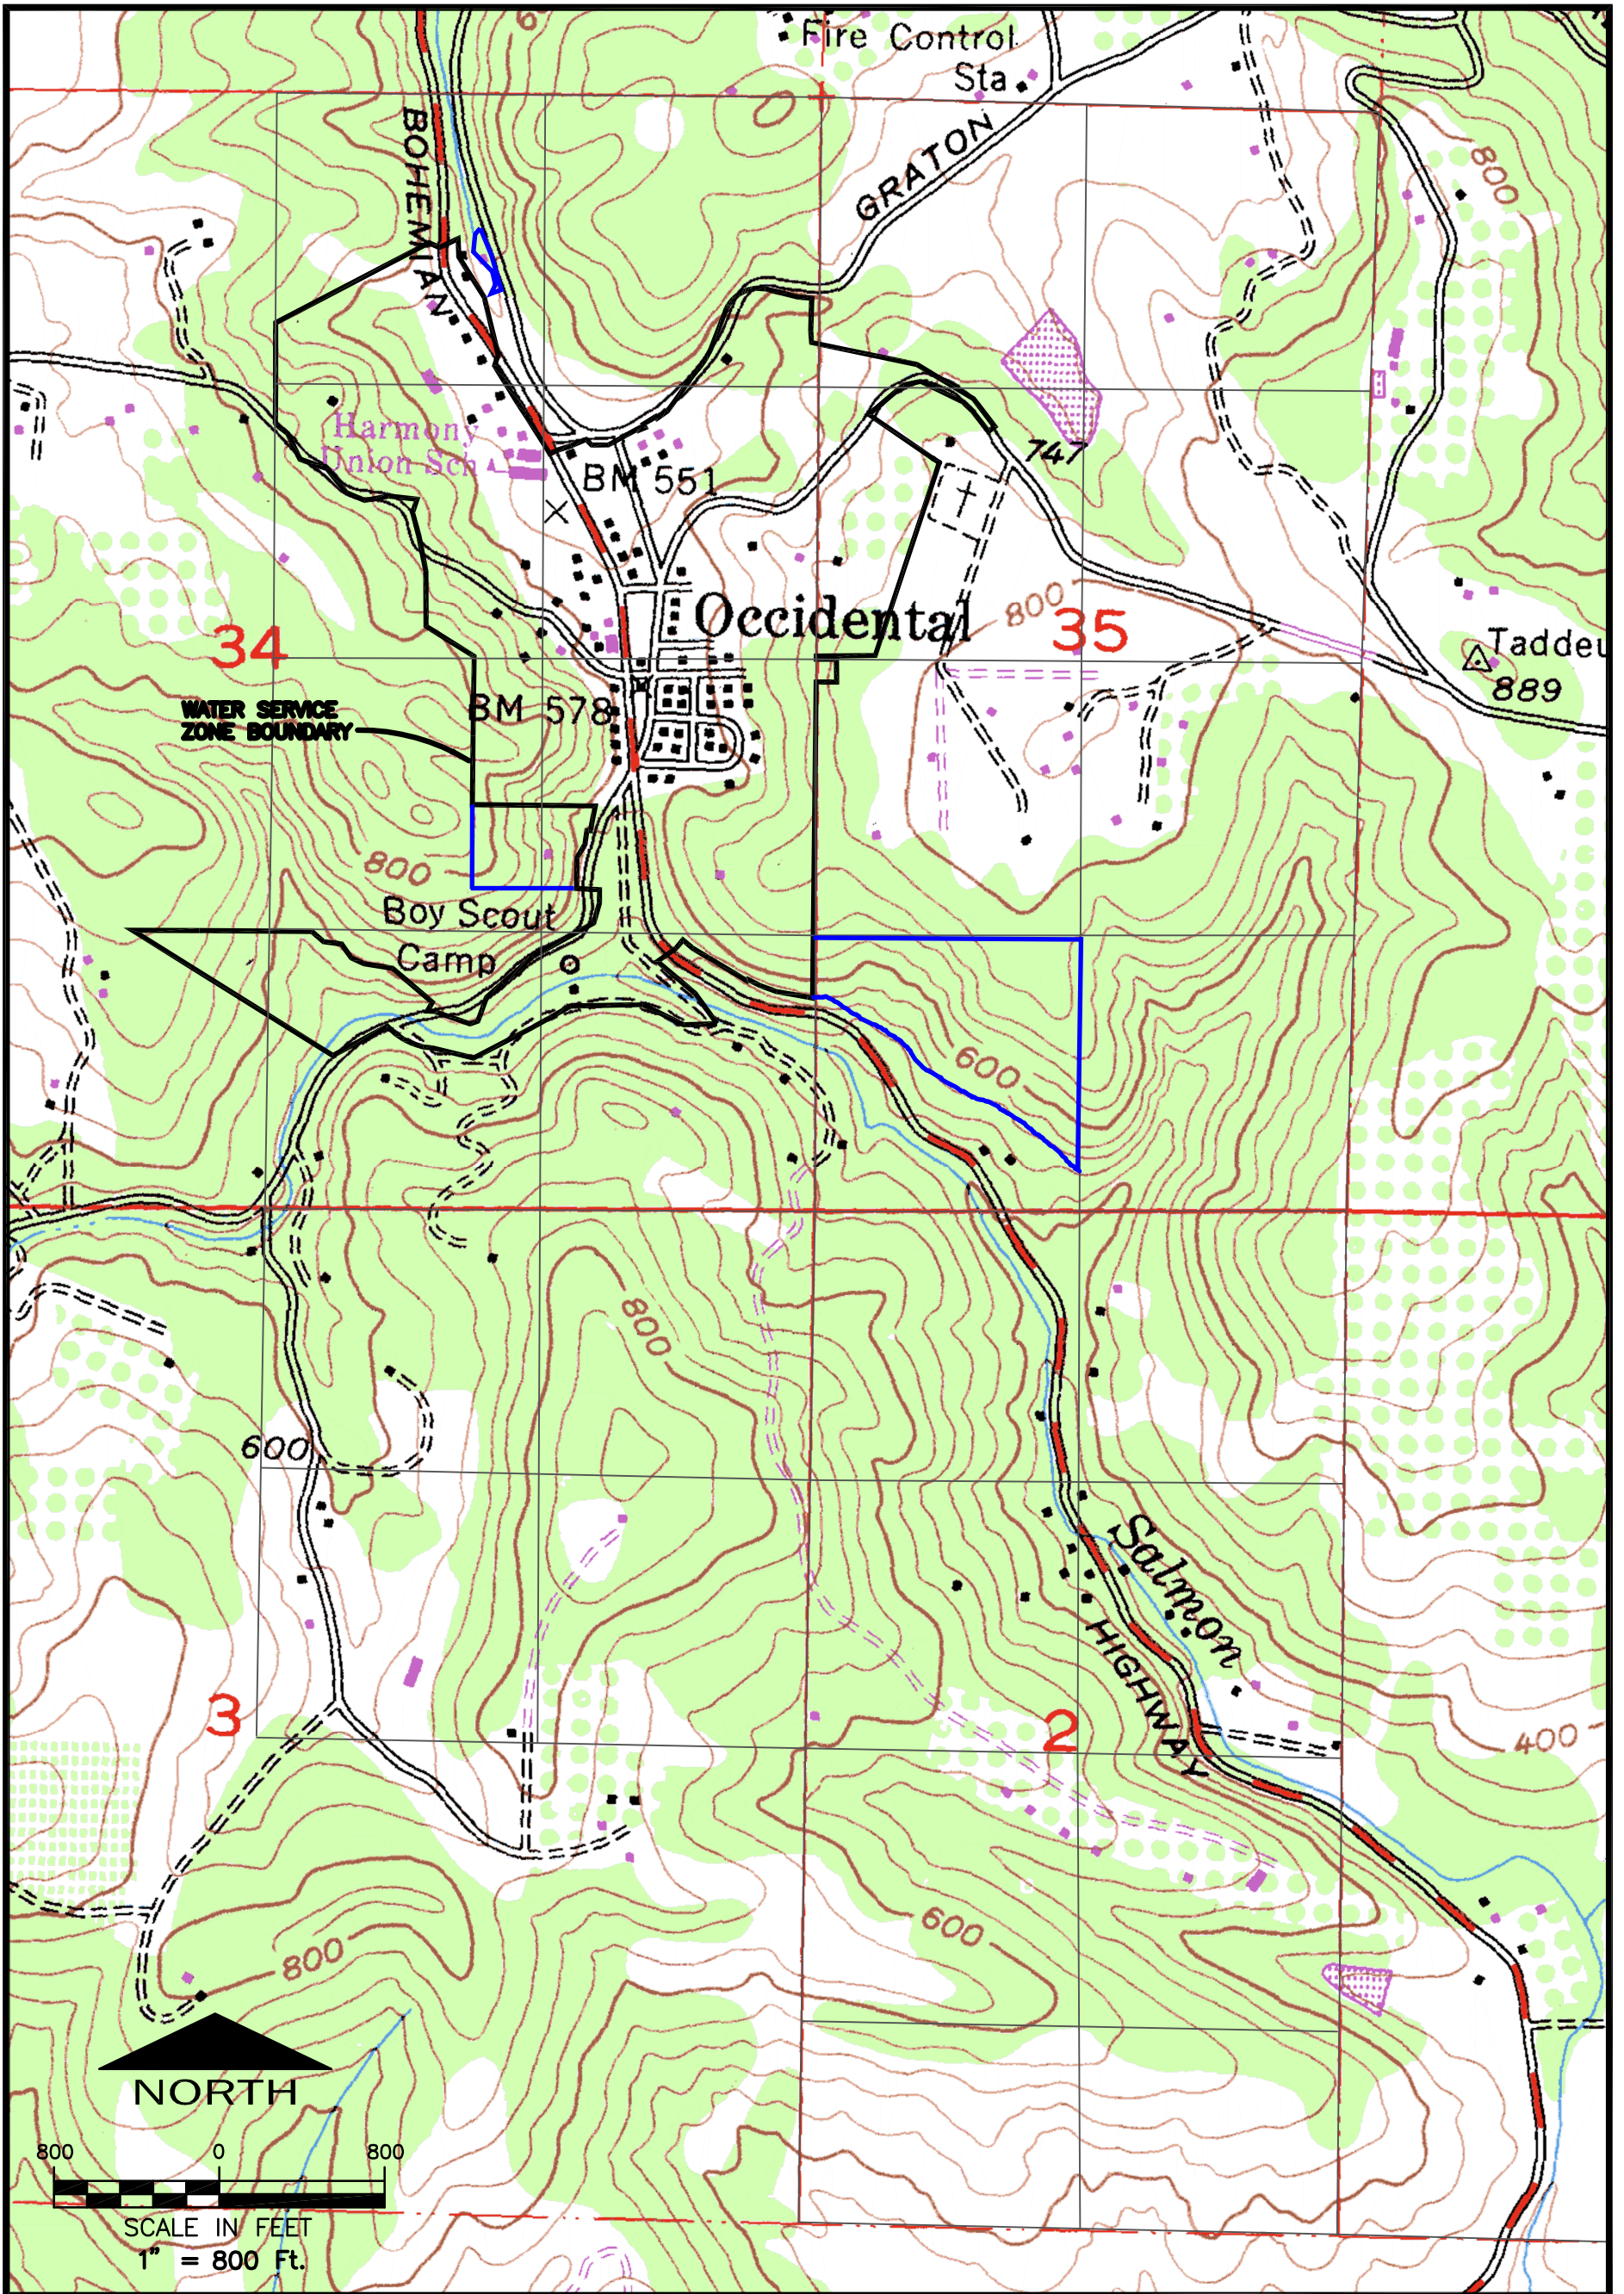 Fire Control
Sta
BOHEMIAN
GRATON
800
Harmony
Union Sch
747
BM 551
Occidental
800
34
35
Taddeu
889
WATER SERVICE
ZONE BOUNDARY
BM 578
800
Boy Scout
Camp
600
800
600
Salmon
HIGHWAY
3
2
400
600
800
NORTH
800 0 800
SCALE IN FEET
1" = 800 Ft.